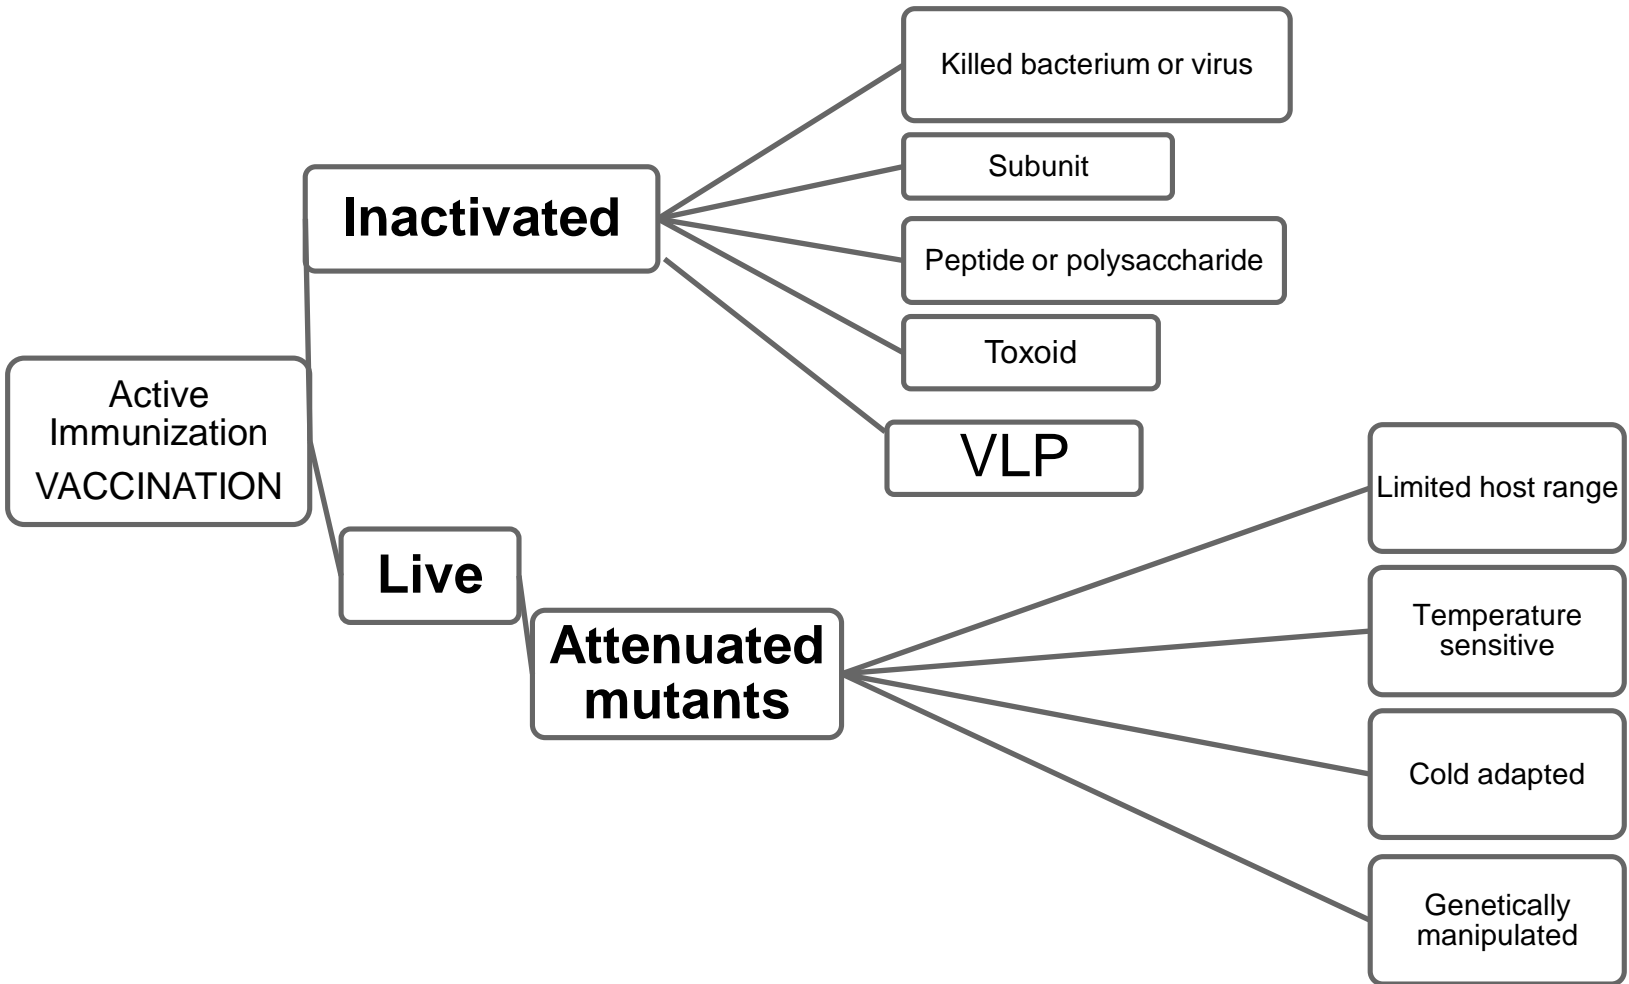 Active
Immunization
VACCINATION
Inactivated
Killed bacterium or virus
Subunit
Peptide or polysaccharide
Toxoid
VLP
Live
Attenuated
mutants
Limited host range
Temperature
sensitive
Cold adapted
Genetically
manipulated